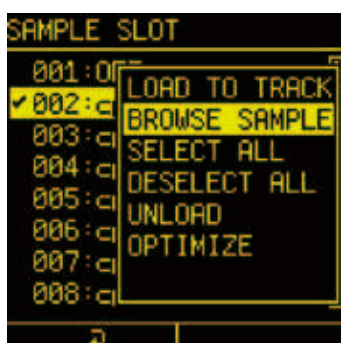 SAMPLE SLOT
001:OFF
002:
003:
004:
005:
006:
007:
008:
LOAD TO TRACK
BROWSE SAMPLE
SELECT ALL
DESELECT ALL
UNLOAD
OPTIMIZE